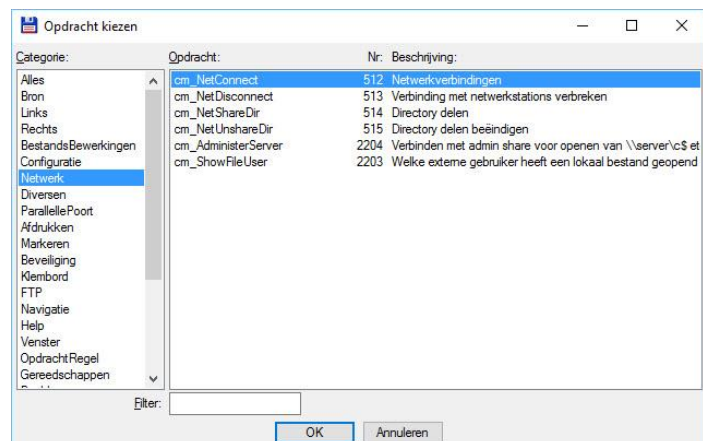 Opdracht kiezen
Categorie: Opdracht: Nr: Beschrijving:
Alles
Bron
Links
Rechts
BestandsBewerkingen
Configuratie
Netwerk
Diversen
ParallellePoort
Afdrukken
Markeren
Beveiliging
Klembord
FTP
Navigatie
Help
Venster
OpdrachtRegel
Gereedschappen
cm_NetConnect 512 Netwerkverbindingen
cm_NetDisconnect 513 Verbinding met netwerkstations verbreken
cm_NetShareDir 514 Directory delen
cm_NetUnshareDir 515 Directory delen beëindigen
cm_AdministerServer 2204 Verbinden met admin share voor openen van \\server\c$ et
cm_ShowFileUser 2203 Welke externe gebruiker heeft een lokaal bestand geopend
Filter:
OK Annuleren